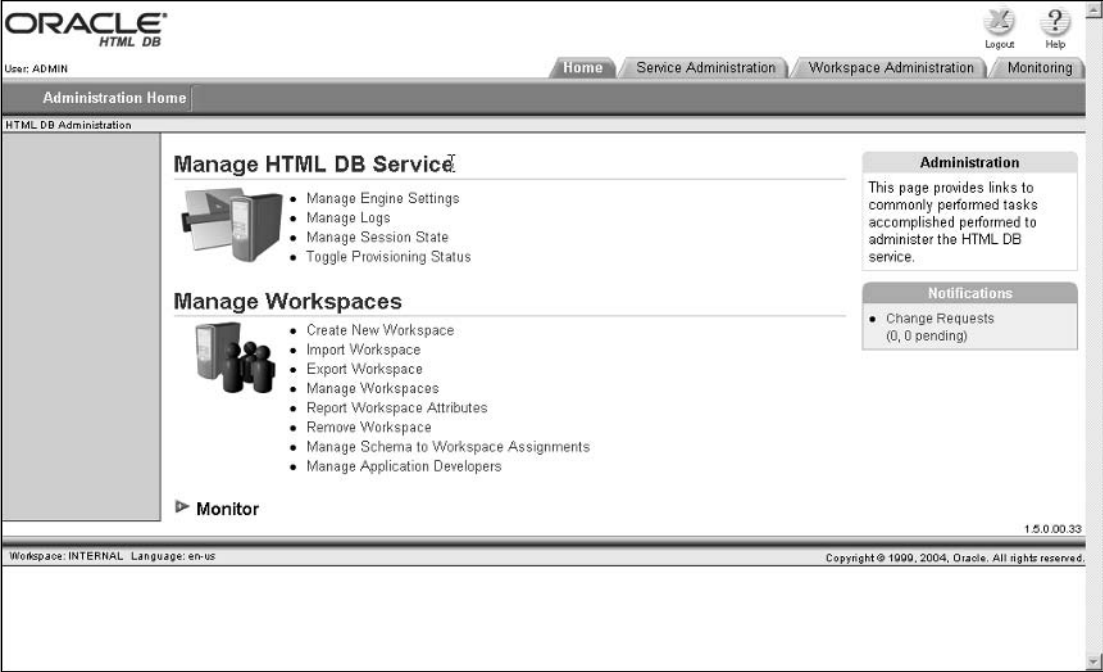 ORACLE
HTML DB
Logout
Help
User: ADMIN
Home
Service Administration
Workspace Administration
Monitoring
Administration Home
HTML DB Administration
Manage HTML DB Service
Manage Engine Settings
Manage Logs
Manage Session State
Toggle Provisioning Status
Manage Workspaces
Create New Workspace
Import Workspace
Export Workspace
Manage Workspaces
Report Workspace Attributes
Remove Workspace
Manage Schema to Workspace Assignments
Manage Application Developers
Monitor
Administration
This page provides links to
commonly performed tasks
accomplished performed to
administer the HTML DB
service.
Notifications
Change Requests
(0, 0 pending)
1.5.0.00.33
Workspace: INTERNAL Language: en-us
Copyright © 1999, 2004, Oracle. All rights reserved.